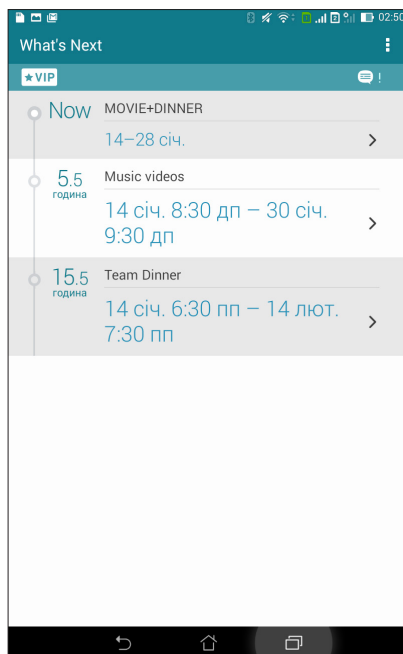 02:50
What's Next
★VIP
!
Now
MOVIE+DINNER
14–28 січ.
5.5
година
Music videos
14 січ. 8:30 дп – 30 січ.
9:30 дп
15.5
година
Team Dinner
14 січ. 6:30 пп – 14 лют.
7:30 пп